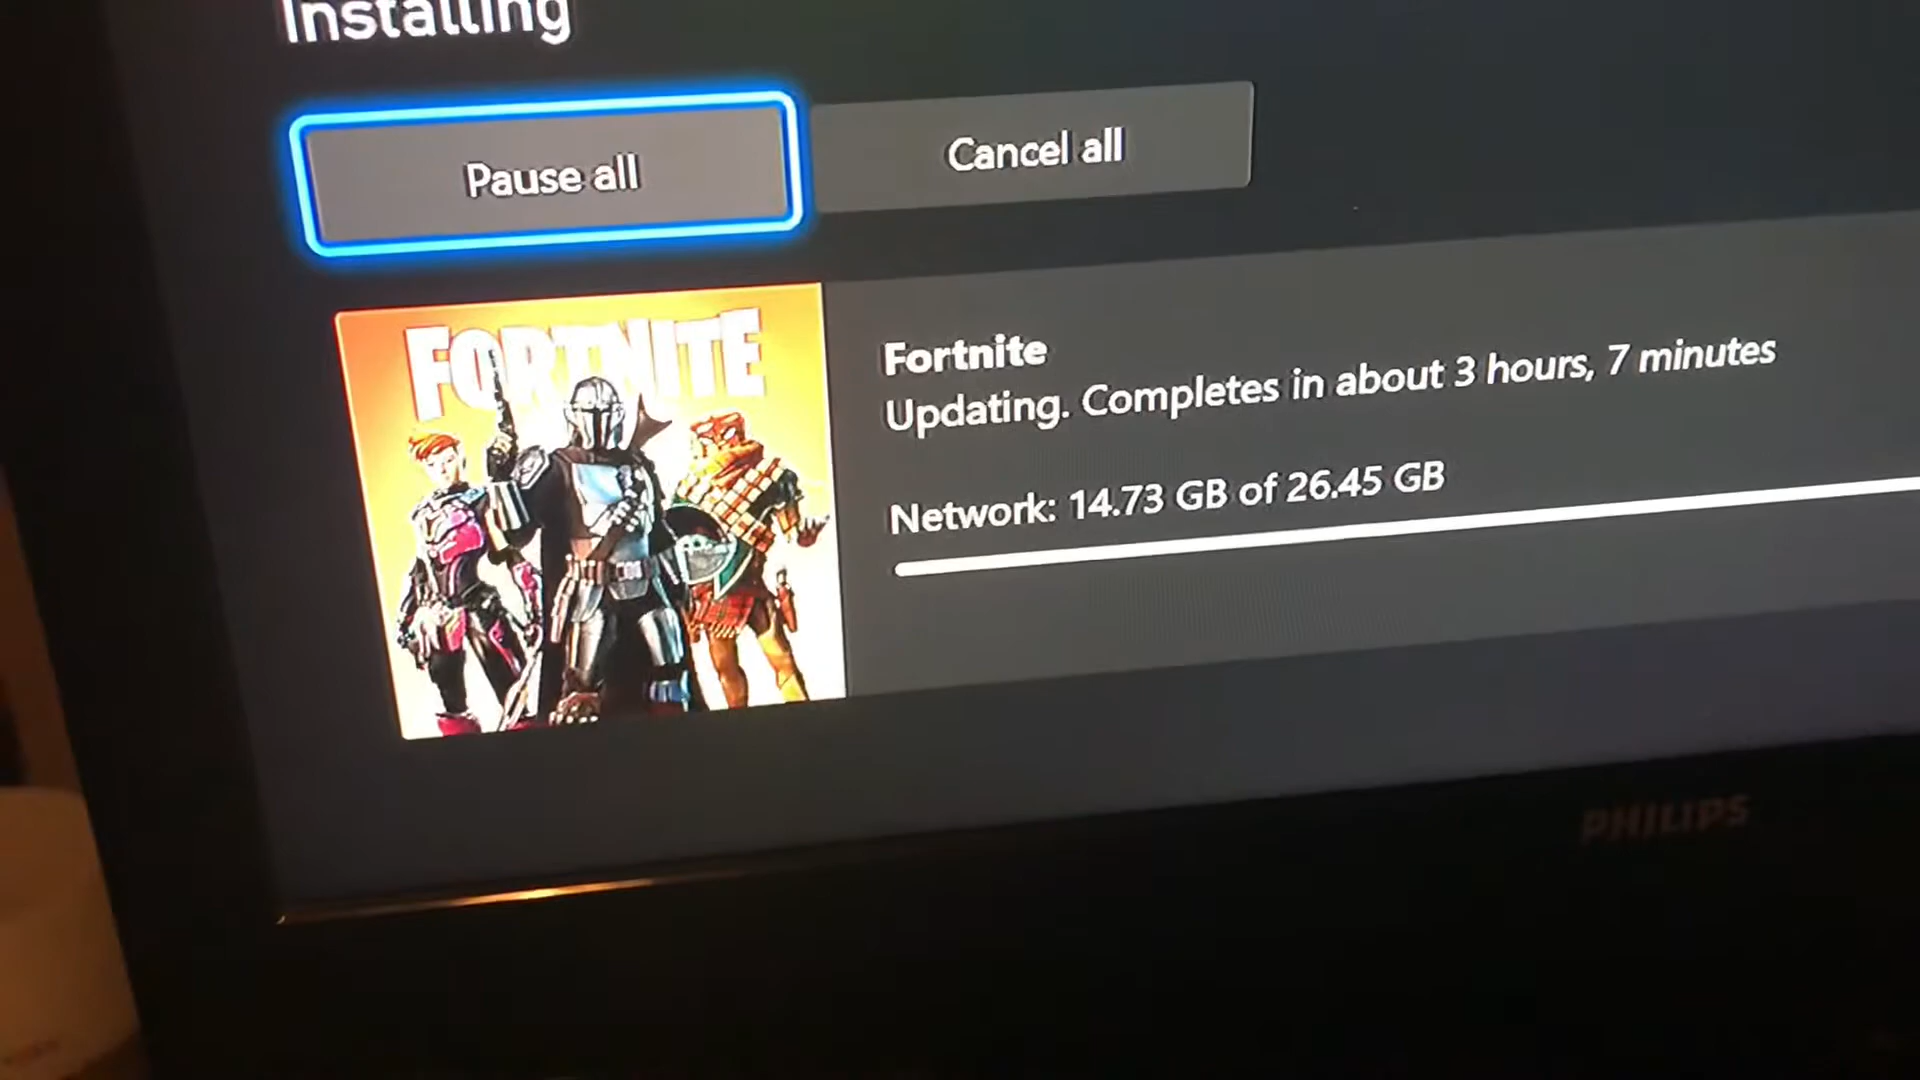 Installing
Pause all
Cancel all
FORTNITE
Fortnite
Updating. Completes in about 3 hours, 7 minutes
Network: 14.73 GB of 26.45 GB
PHILIPS